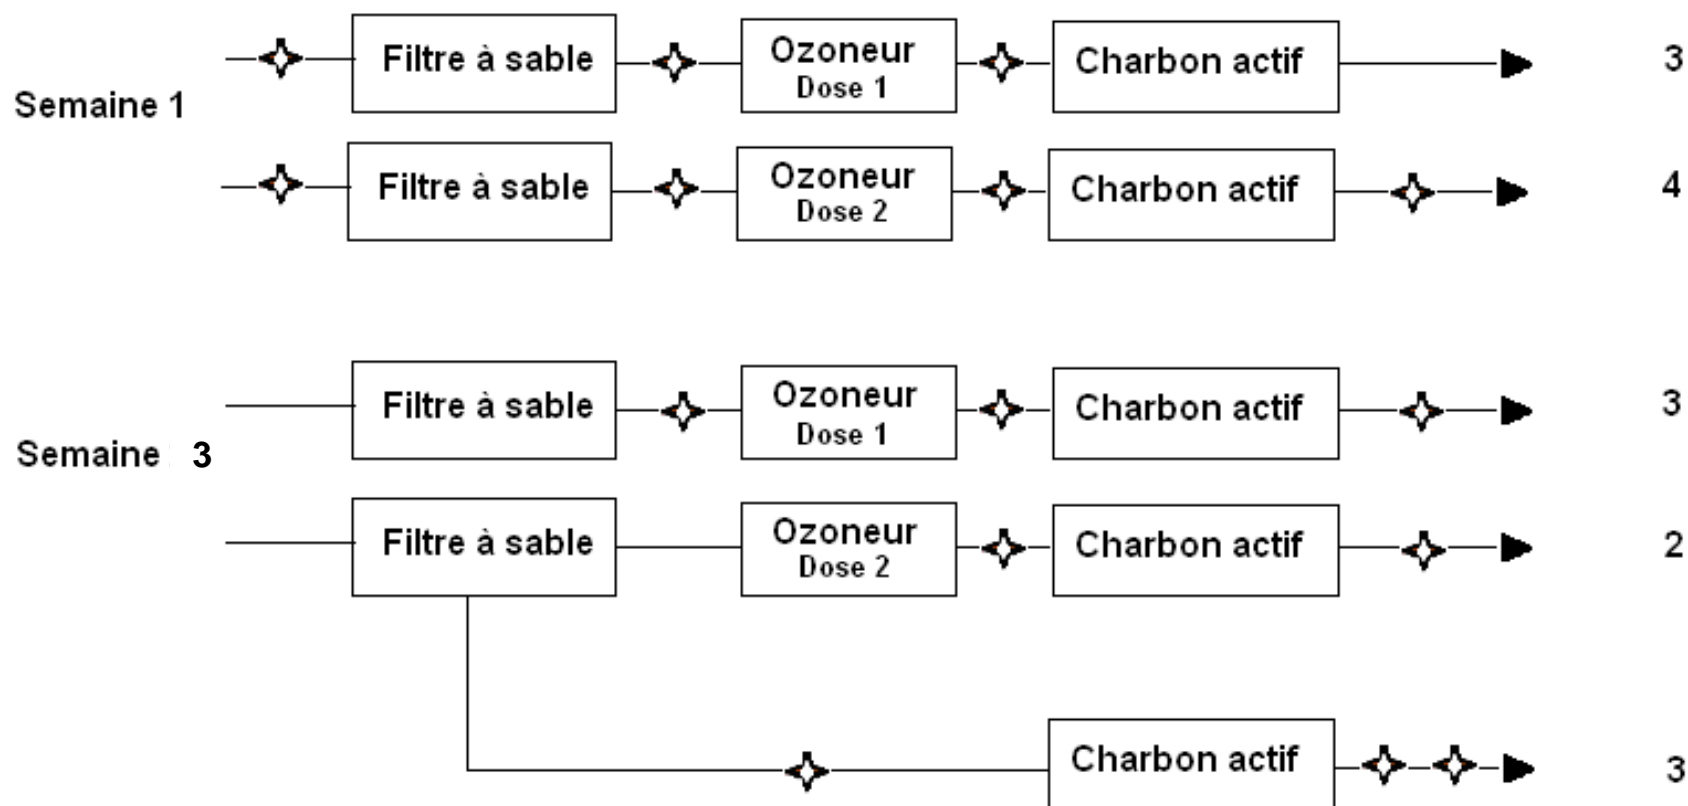 Filtre à sable
Ozoneur
Dose 1
Charbon actif
3
Semaine 1
Filtre à sable
Ozoneur
Dose 2
Charbon actif
4
Filtre à sable
Ozoneur
Dose 1
Charbon actif
3
Semaine 3
Filtre à sable
Ozoneur
Dose 2
Charbon actif
2
Charbon actif
3